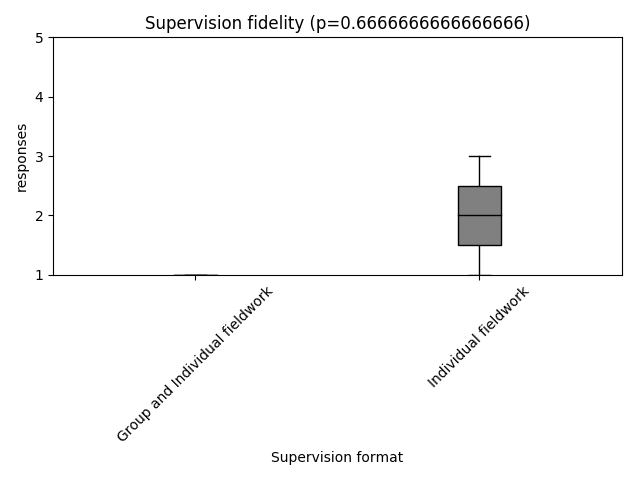 Supervision fidelity (p=0.6666666666666666)
5
4
3
2
1
responses
Group and Individual fieldwork
Individual fieldwork
Supervision format